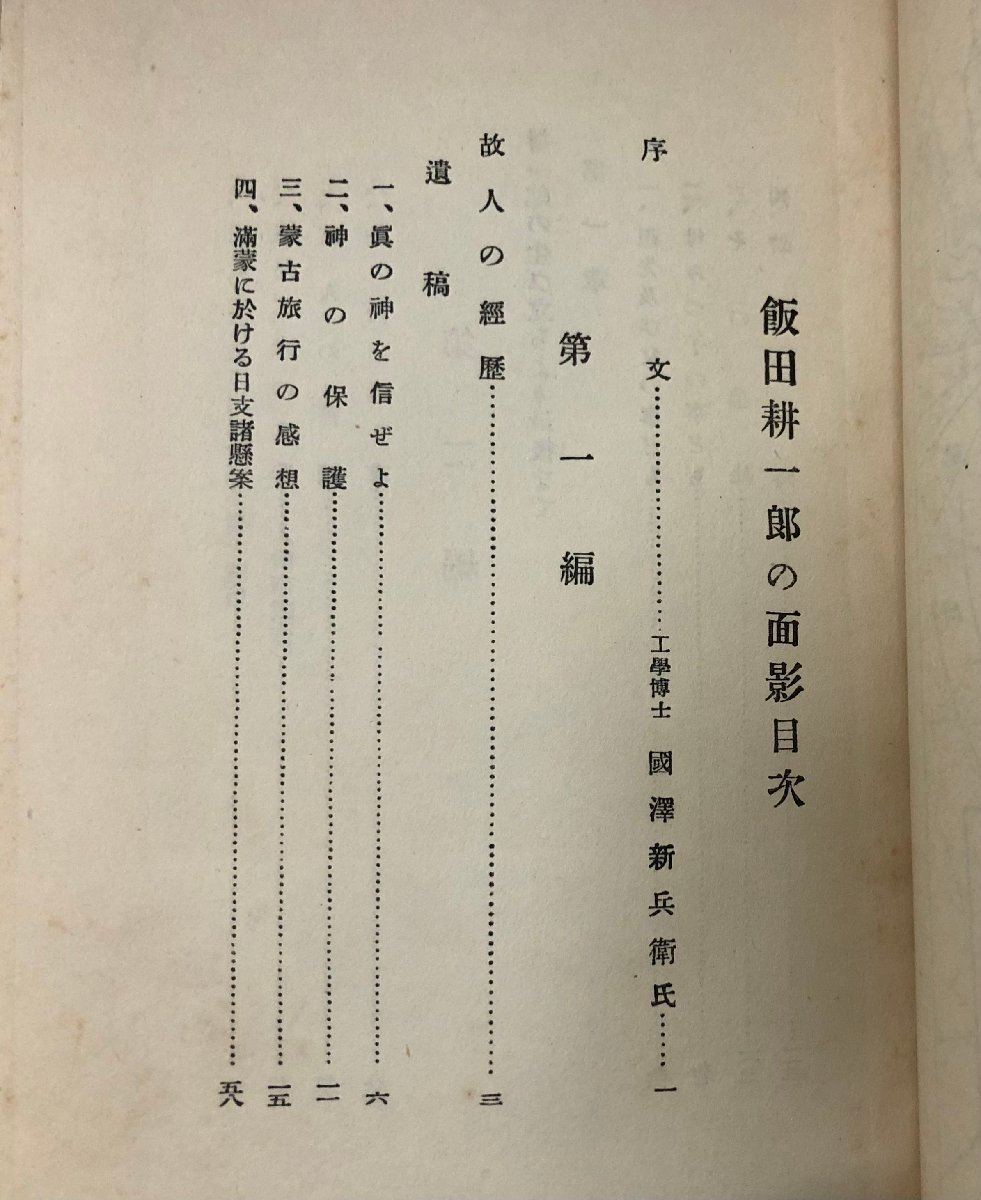 飯田耕一郎の面影目次
序文…………………工學博士 國澤新兵衛氏……一
第一編
故人の經歷……………………………………………三
遺稿
一、眞の神を信ぜよ……………………………………六
二、神の保護……………………………………一一
三、蒙古旅行の感想……………………………………一五
四、滿蒙に於ける日支諸懸案……………………………………五八